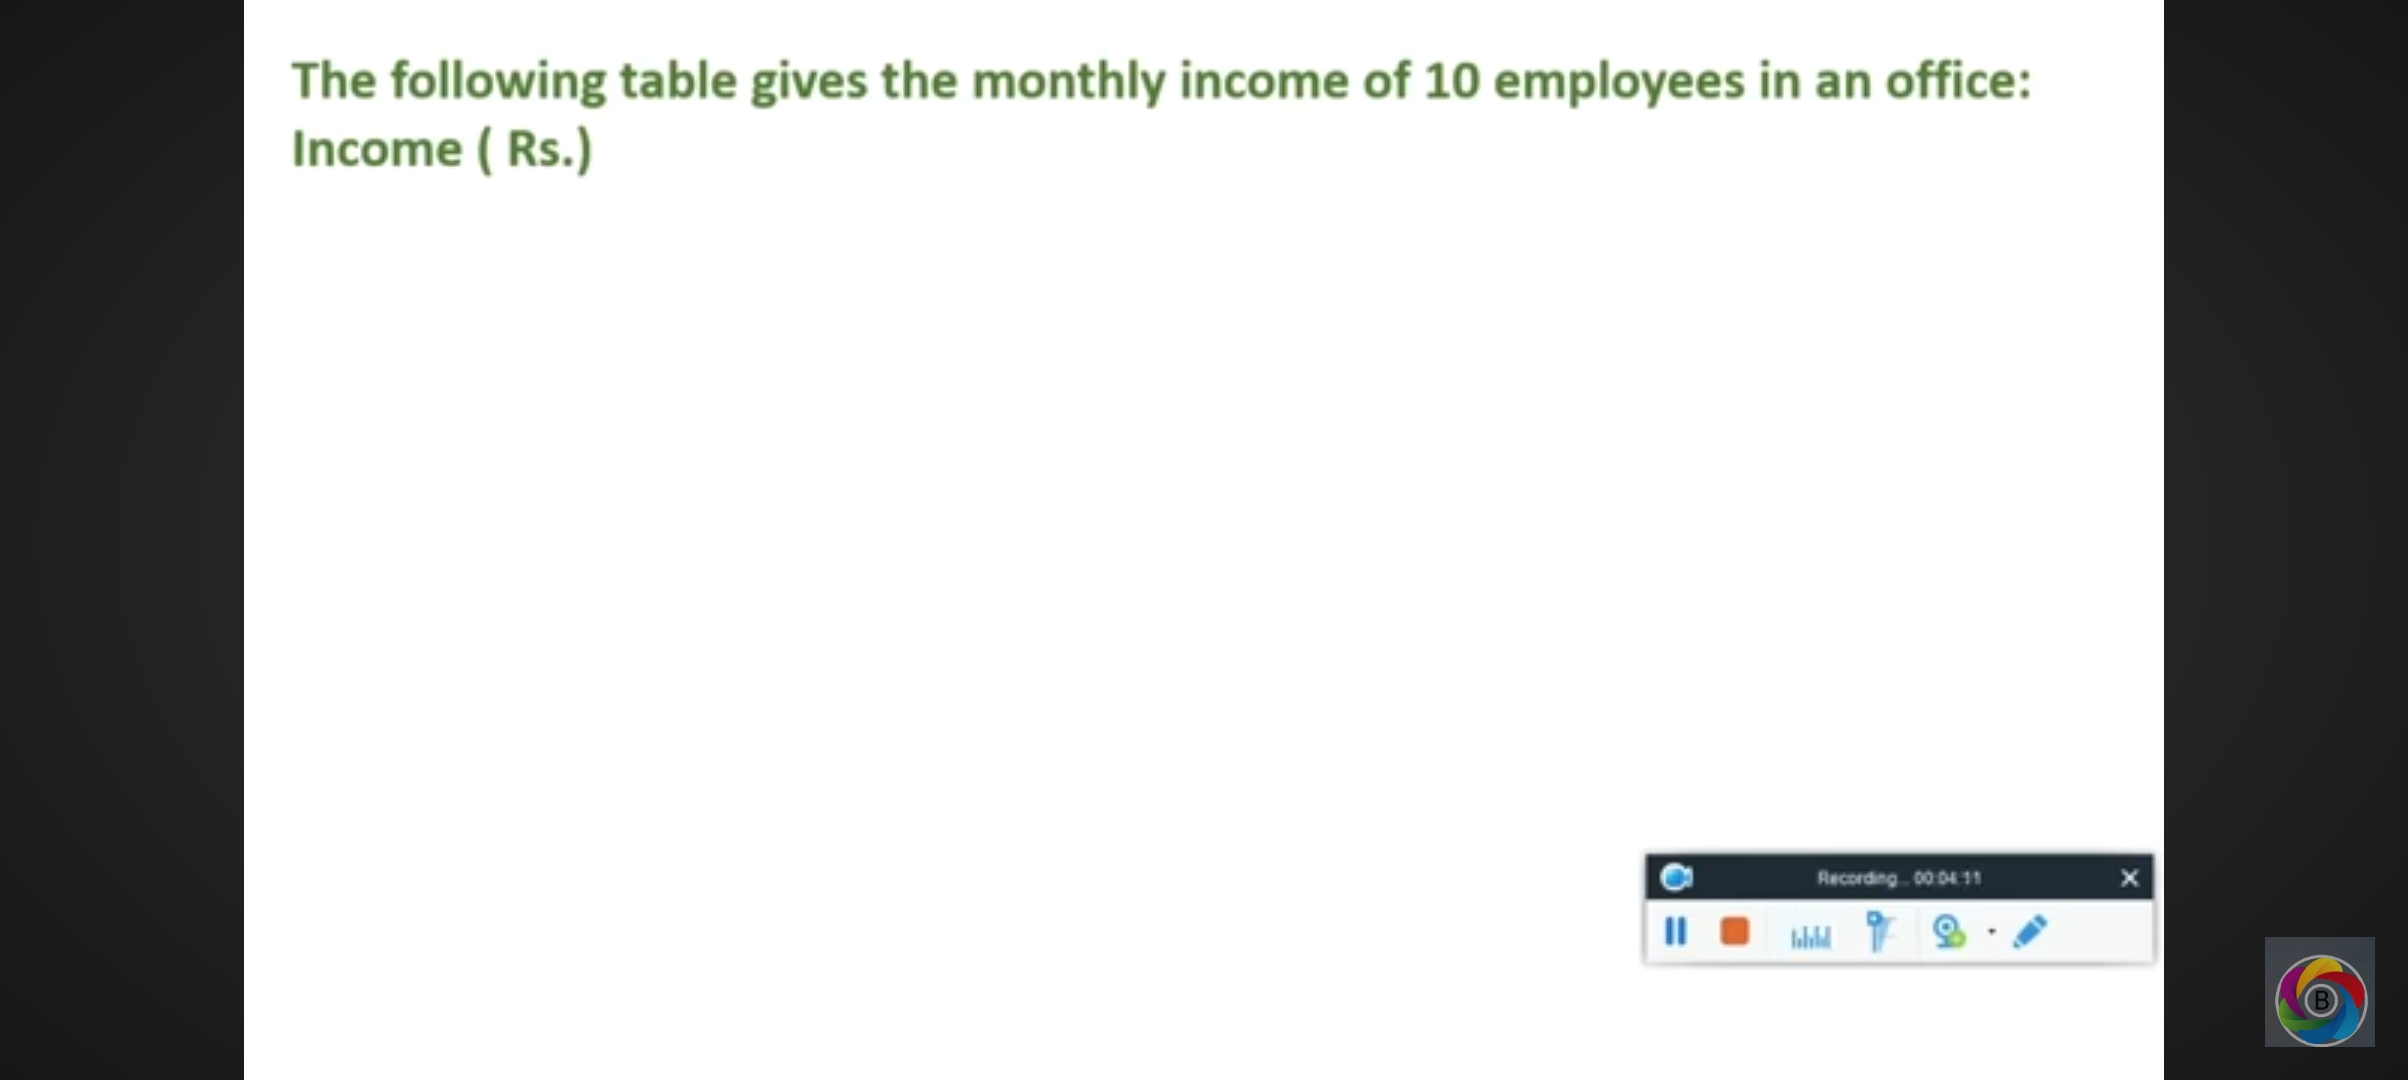 The following table gives the monthly income of 10 employees in an office:
Income ( Rs.)
Recording... 00:04:11
B